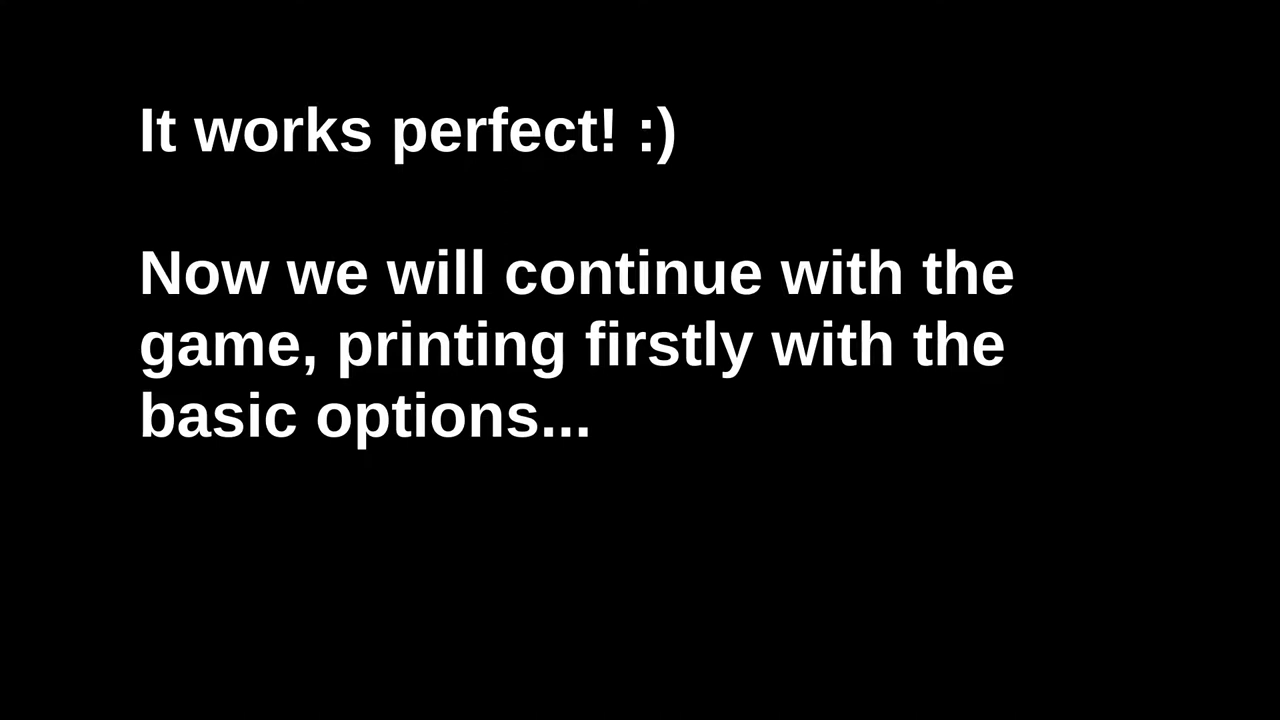 It works perfect! :)
Now we will continue with the
game, printing firstly with the
basic options...